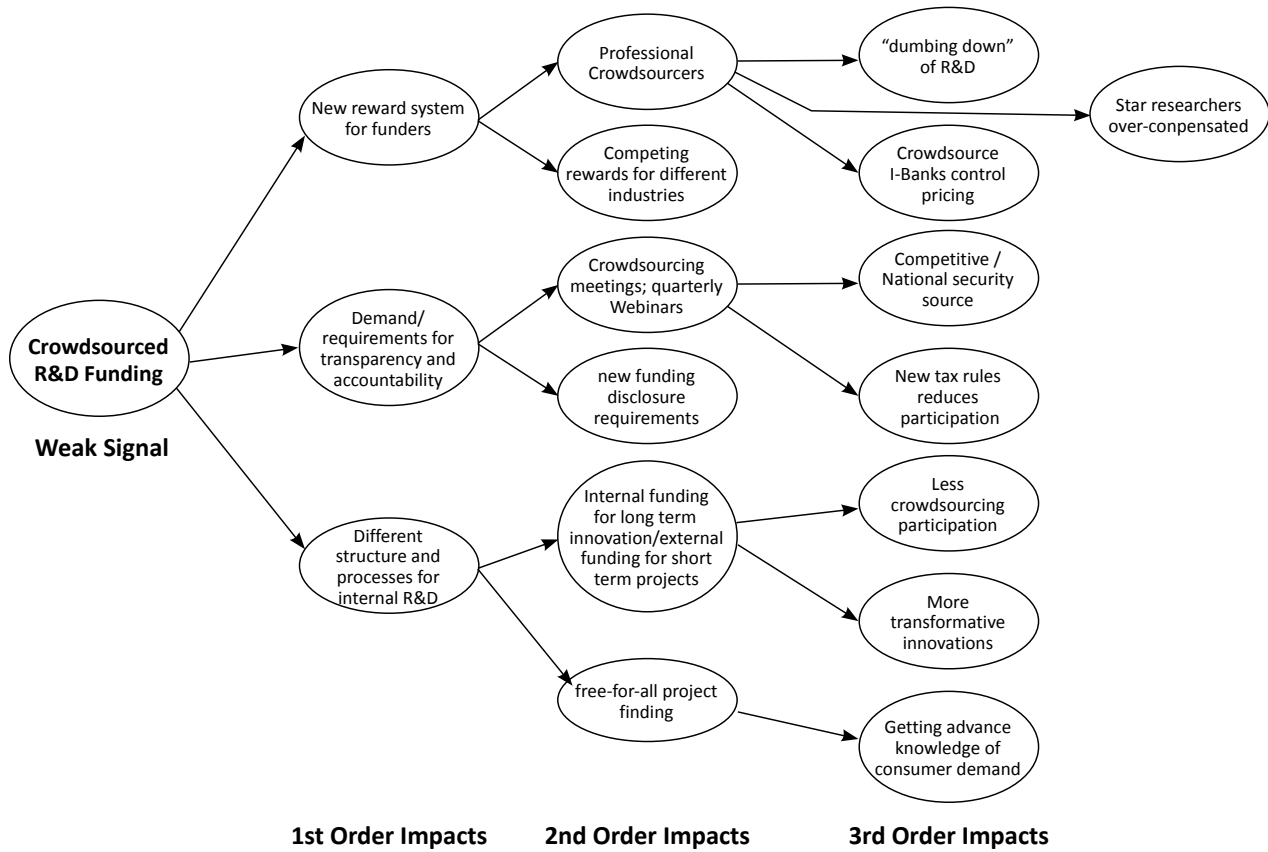 Professional
Crowdsourcers
“dumbing down”
of R&D
New reward system
for funders
Star researchers
over-conpensated
Competing
rewards for different
industries
Crowdsource
I-Banks control
pricing
Crowdsourcing
meetings; quarterly
Webinars
Competitive /
National security
source
Crowdsourced
R&D Funding
Weak Signal
Demand/
requirements for
transparency and
accountability
new funding
disclosure
requirements
New tax rules
reduces
participation
Different
structure and
processes for
internal R&D
Internal funding
for long term
innovation/external
funding for short
term projects
Less
crowdsourcing
participation
More
transformative
innovations
free-for-all project
finding
Getting advance
knowledge of
consumer demand
1st Order Impacts
2nd Order Impacts
3rd Order Impacts